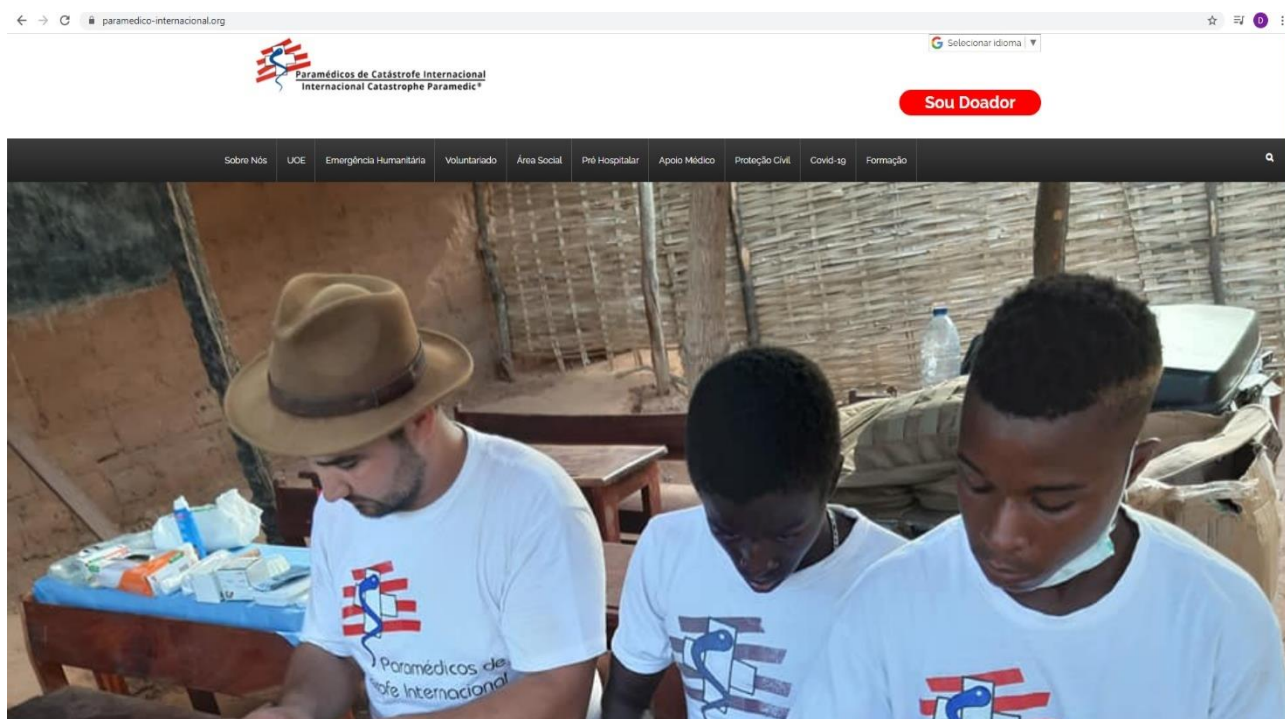 paramedico-internacional.org
D
Selecionar idioma ▼
Paramédicos de Catástrofe Internacional
Internacional Catastrophe Paramedic®
Sou Doador
Sobre Nós UOE Emergência Humanitária Voluntariado Área Social Pré Hospitalar Apoio Médico Proteção Cívil Covid-19 Formação
Paramédicos de
Internacional